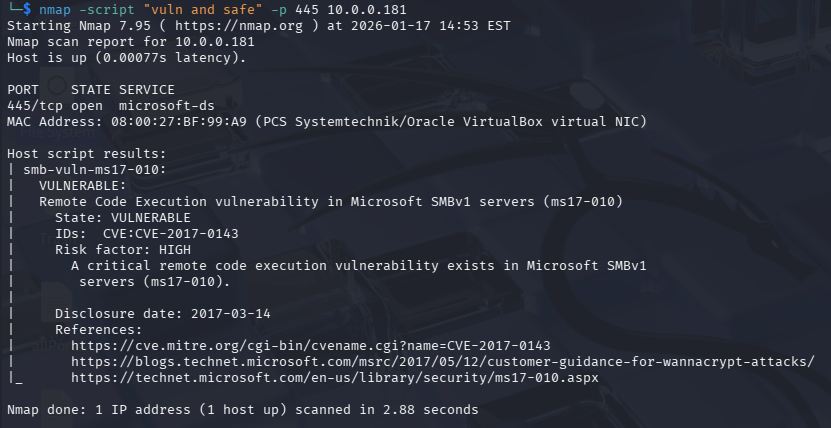 └─$ nmap -script "vuln and safe" -p 445 10.0.0.181
Starting Nmap 7.95 ( https://nmap.org ) at 2026-01-17 14:53 EST
Nmap scan report for 10.0.0.181
Host is up (0.00077s latency).

PORT    STATE SERVICE
445/tcp open  microsoft-ds
MAC Address: 08:00:27:BF:99:A9 (PCS Systemtechnik/Oracle VirtualBox virtual NIC)

Host script results:
| smb-vuln-ms17-010:
|   VULNERABLE:
|   Remote Code Execution vulnerability in Microsoft SMBv1 servers (ms17-010)
|     State: VULNERABLE
|     IDs:  CVE:CVE-2017-0143
|     Risk factor: HIGH
|       A critical remote code execution vulnerability exists in Microsoft SMBv1
|        servers (ms17-010).
|
|     Disclosure date: 2017-03-14
|     References:
|       https://cve.mitre.org/cgi-bin/cvename.cgi?name=CVE-2017-0143
|       https://blogs.technet.microsoft.com/msrc/2017/05/12/customer-guidance-for-wannacrypt-attacks/
|_      https://technet.microsoft.com/en-us/library/security/ms17-010.aspx

Nmap done: 1 IP address (1 host up) scanned in 2.88 seconds